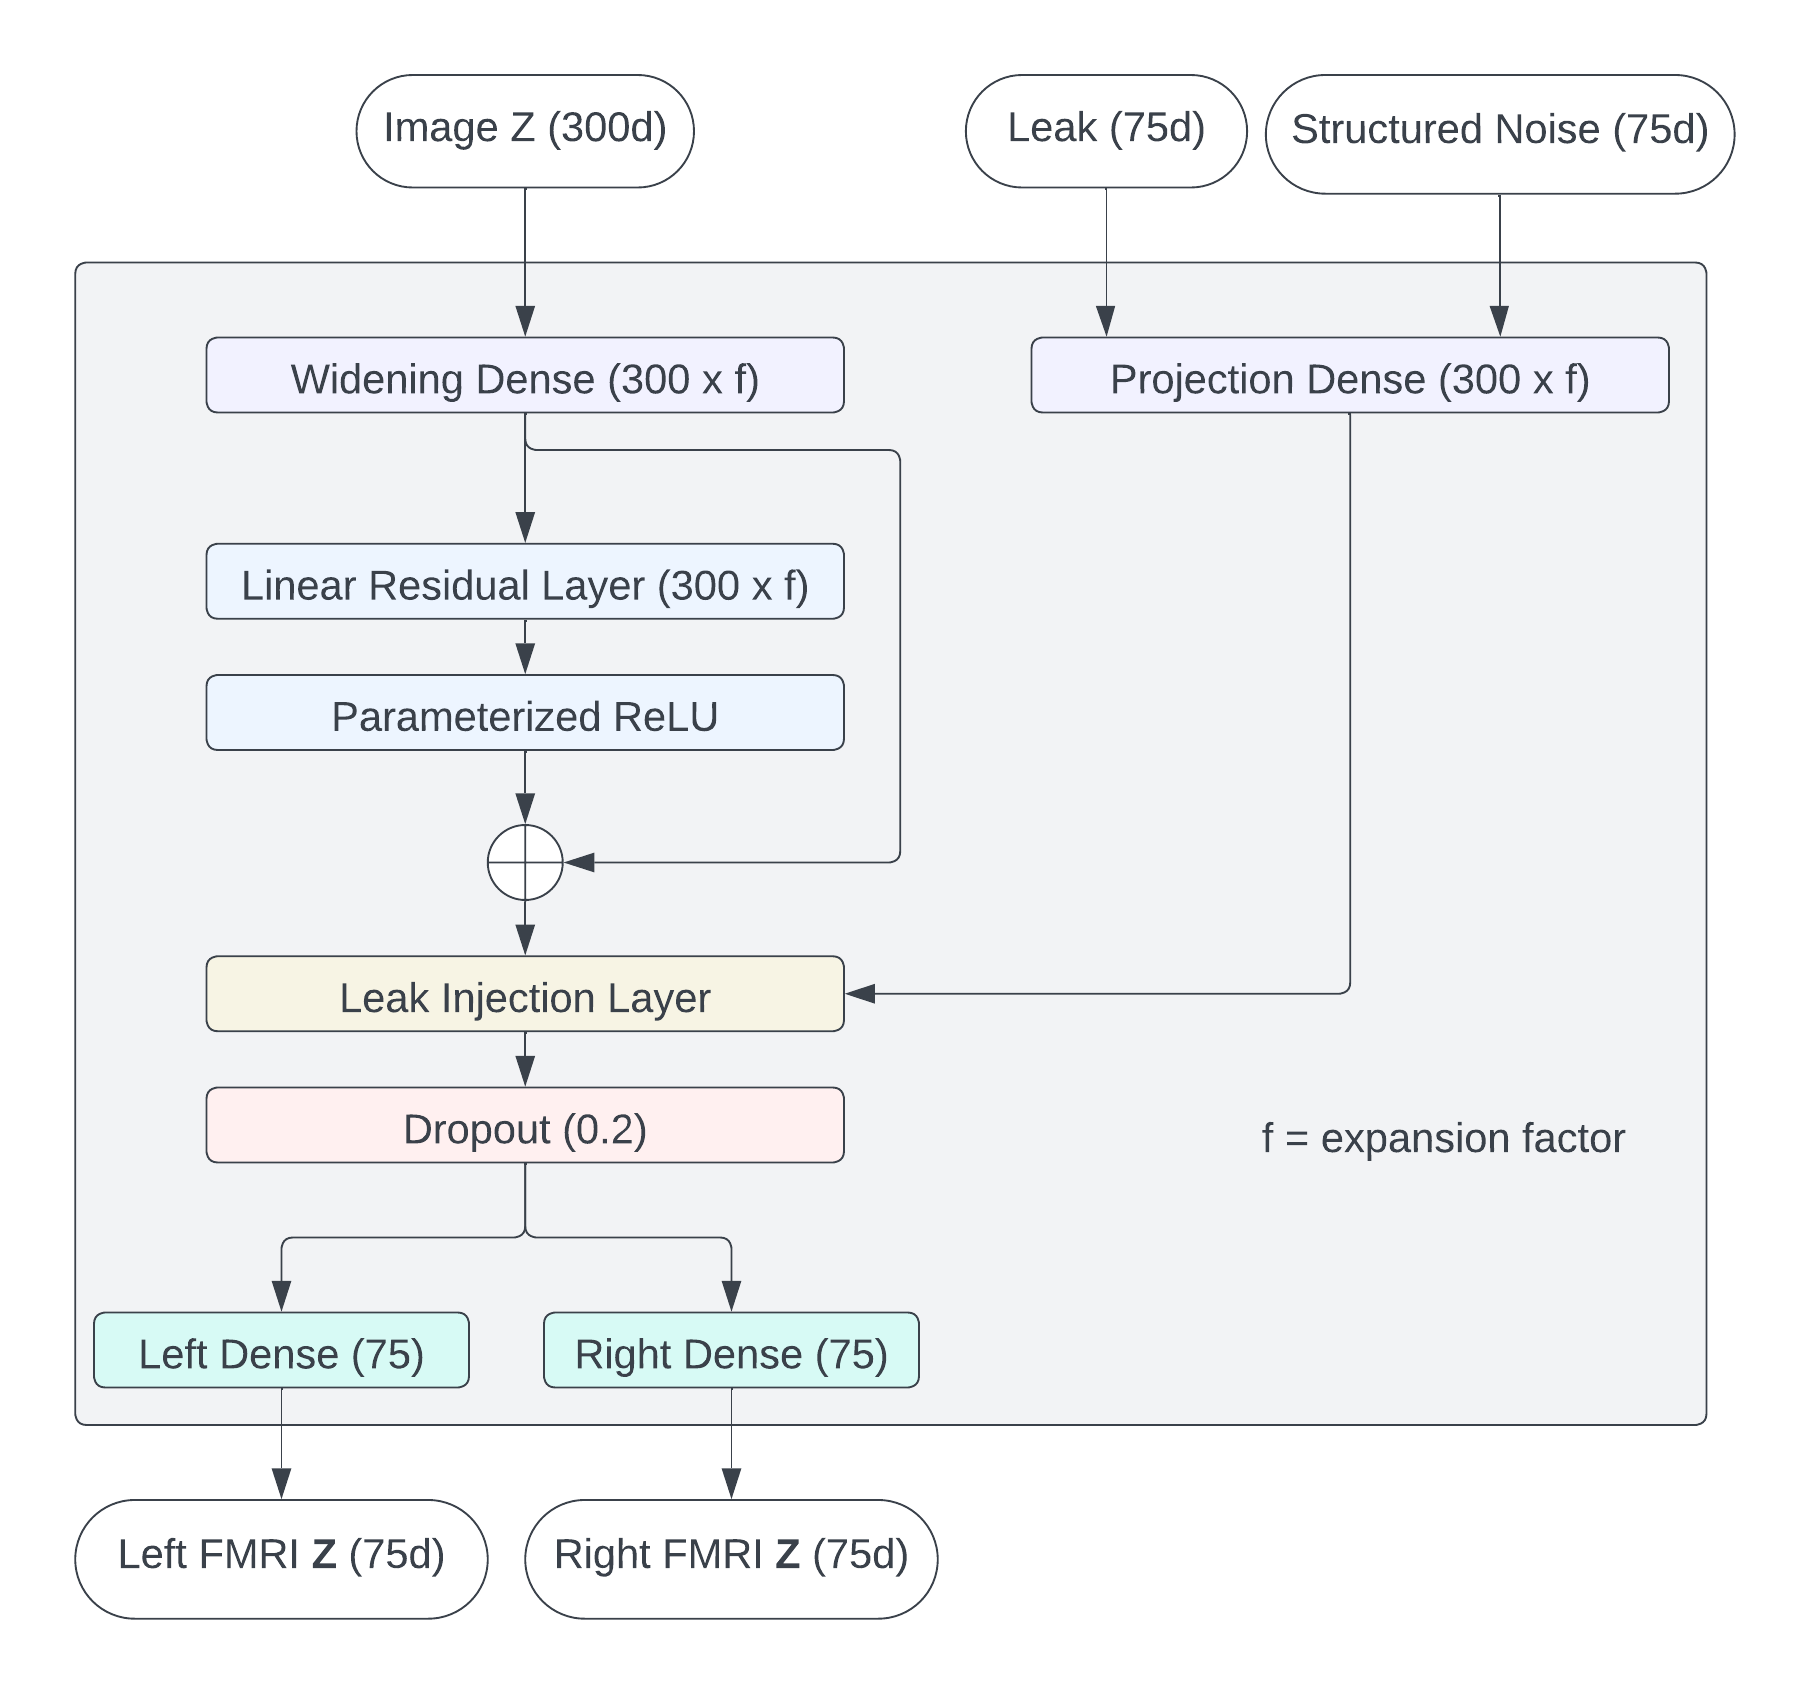 Image Z (300d)
Leak (75d)
Structured Noise (75d)
Widening Dense (300 x f)
Projection Dense (300 x f)
Linear Residual Layer (300 x f)
Parameterized ReLU
Leak Injection Layer
Dropout (0.2)
f = expansion factor
Left Dense (75)
Right Dense (75)
Left FMRI Z (75d)
Right FMRI Z (75d)